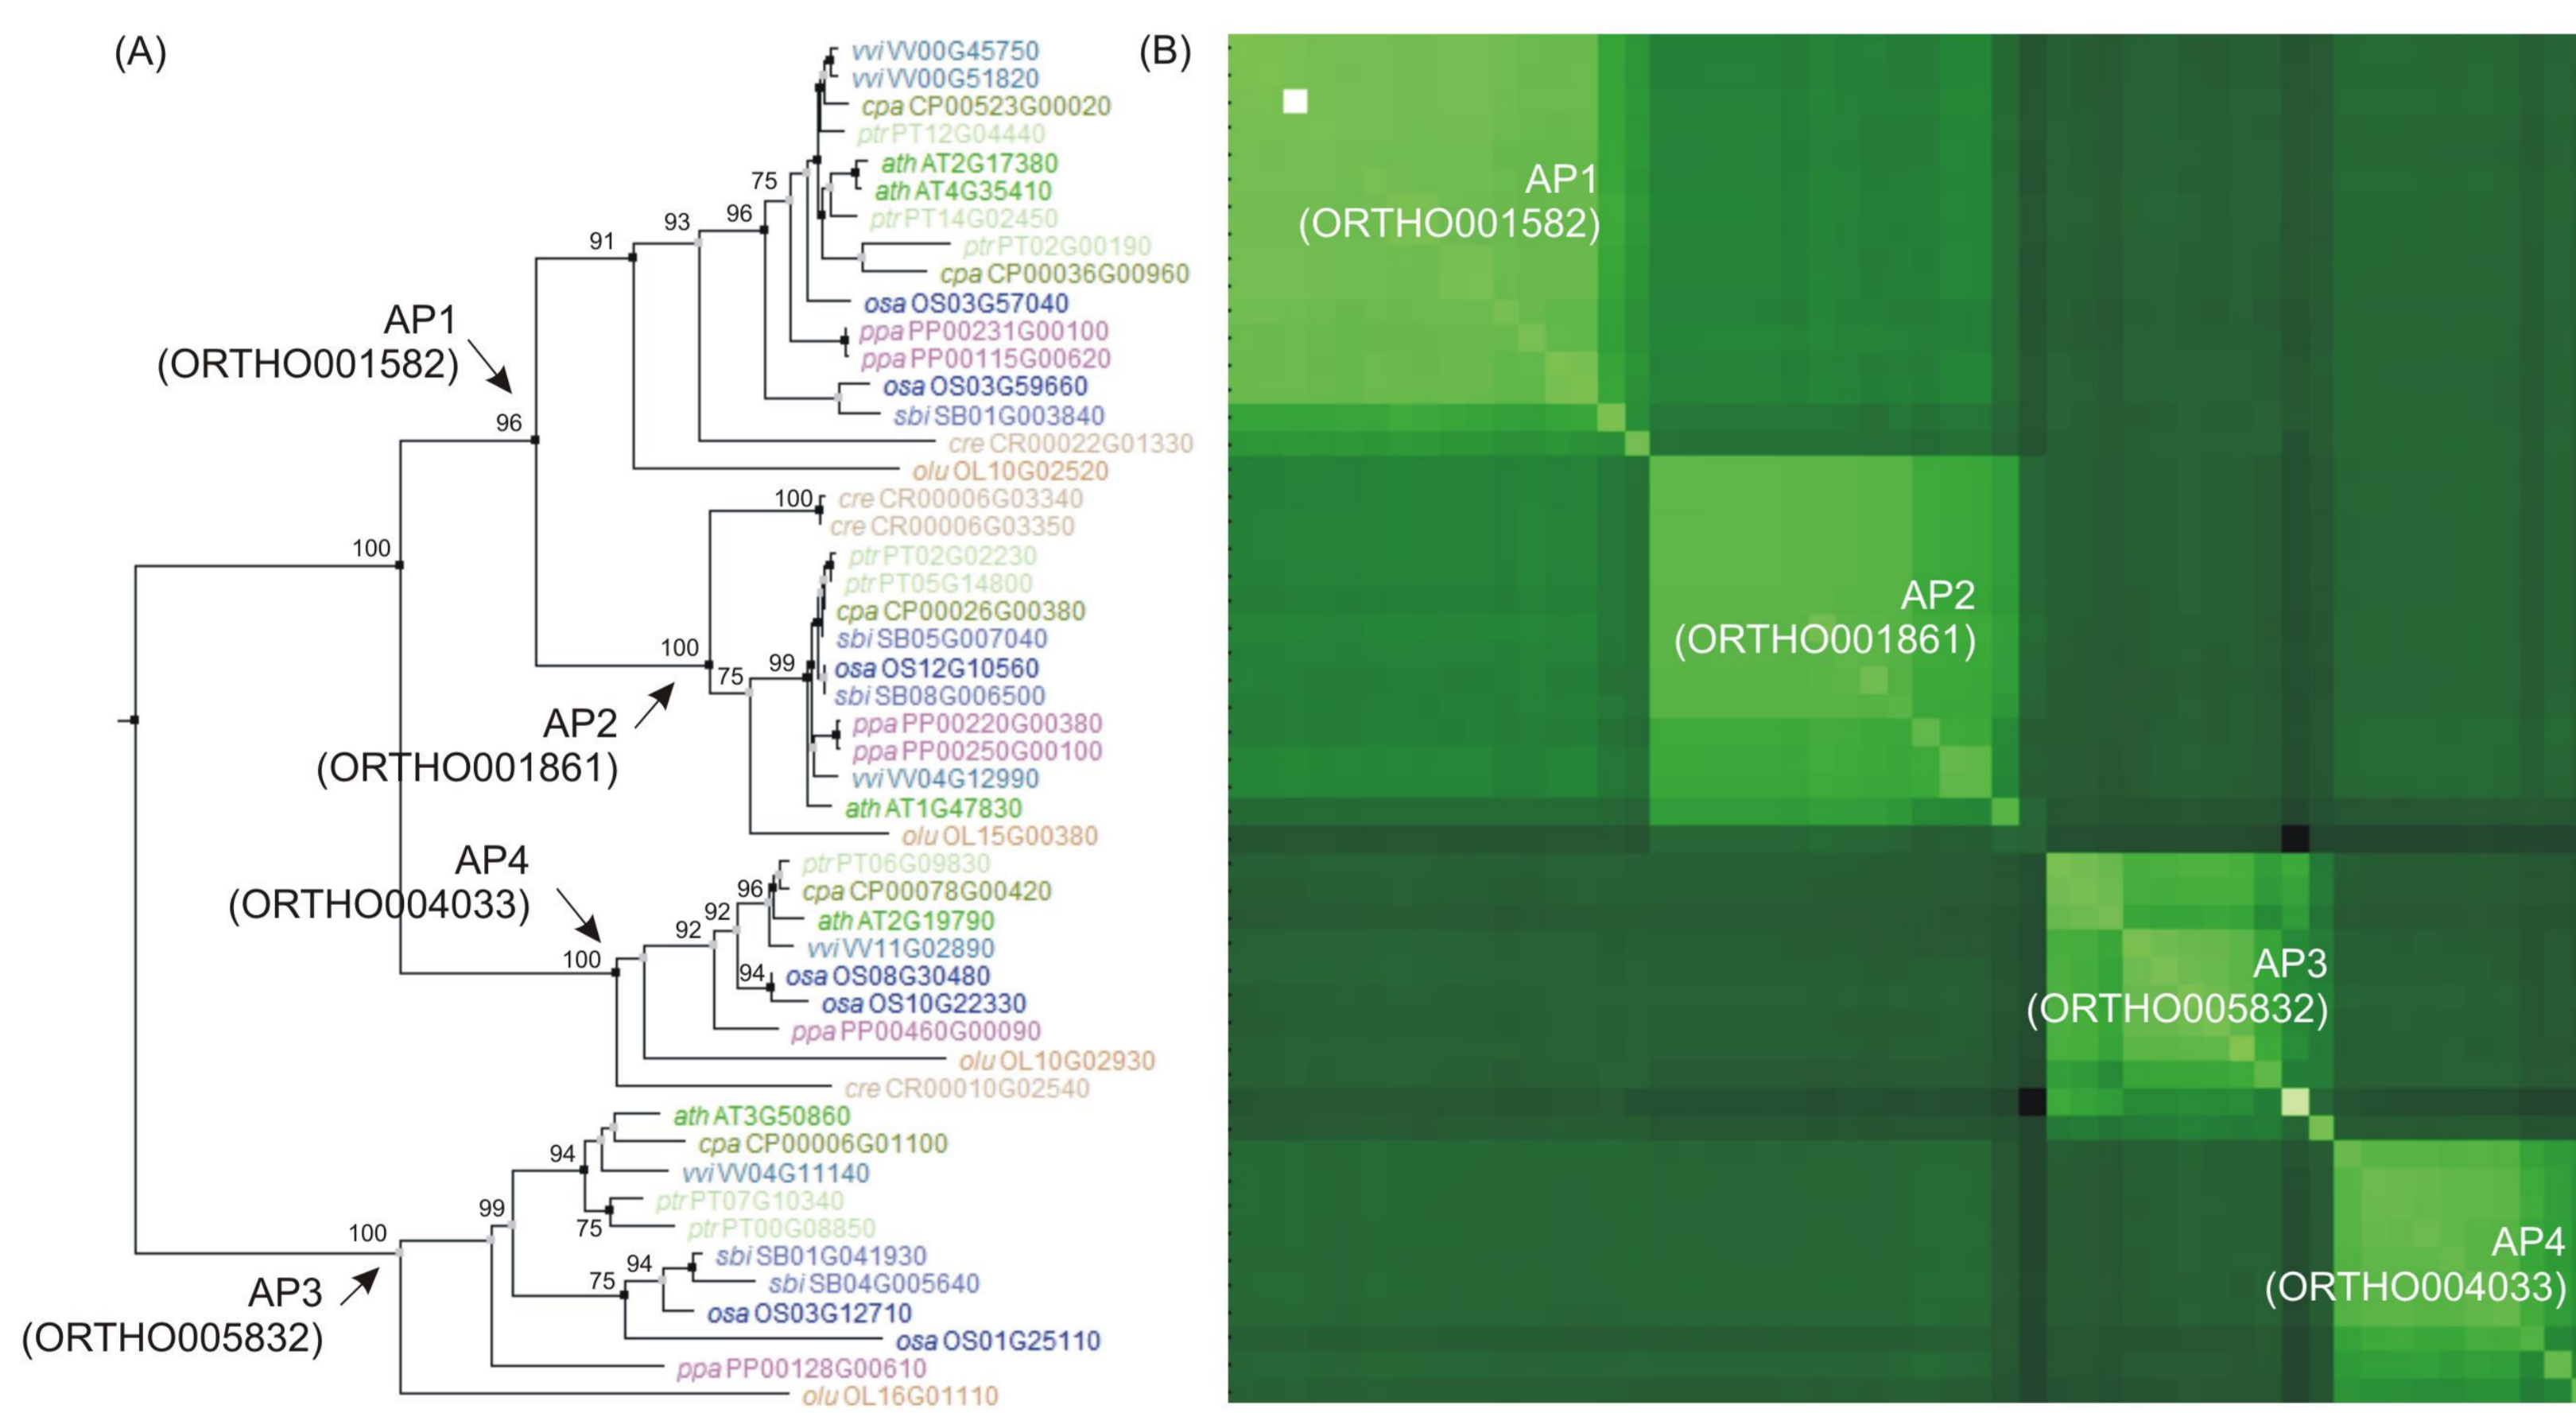 (A)
vvi VV00G45750
vvi VV00G51820
cpa CP00523G00020
ptr PT12G04440
ath AT2G17380
ath AT4G35410
75
ptr PT14G02450
96
93
ptr PT02G00190
91
cpa CP00036G00960
osa OS03G57040
AP1
(ORTHO001582)
ppa PP00231G00100
ppa PP00115G00620
osa OS03G59660
sbi SB01G003840
96
cre CR00022G01330
olu OL10G02520
100
cre CR00006G03340
cre CR00006G03350
100
ptr PT02G02230
ptr PT05G14800
cpa CP00026G00380
sbi SB05G007040
100
99
75
osa OS12G10560
sbi SB08G006500
AP2
(ORTHO001861)
ppa PP00220G00380
ppa PP00250G00100
vvi VV04G12990
ath AT1G47830
olu OL15G00380
AP4
(ORTHO004033)
ptr PT06G09830
96
cpa CP00078G00420
92
ath AT2G19790
92
vvi VV11G02890
100
94
osa OS08G30480
osa OS10G22330
ppa PP00460G00090
olu OL10G02930
cre CR00010G02540
ath AT3G50860
cpa CP00006G01100
94
vvi VV04G11140
ptr PT07G10340
99
75
ptr PT00G08850
100
sbi SB01G041930
94
75
sbi SB04G005640
AP3
(ORTHO005832)
osa OS03G12710
osa OS01G25110
ppa PP00128G00610
olu OL16G01110
(B)
AP1
(ORTHO001582)
AP2
(ORTHO001861)
AP3
(ORTHO005832)
AP4
(ORTHO004033)